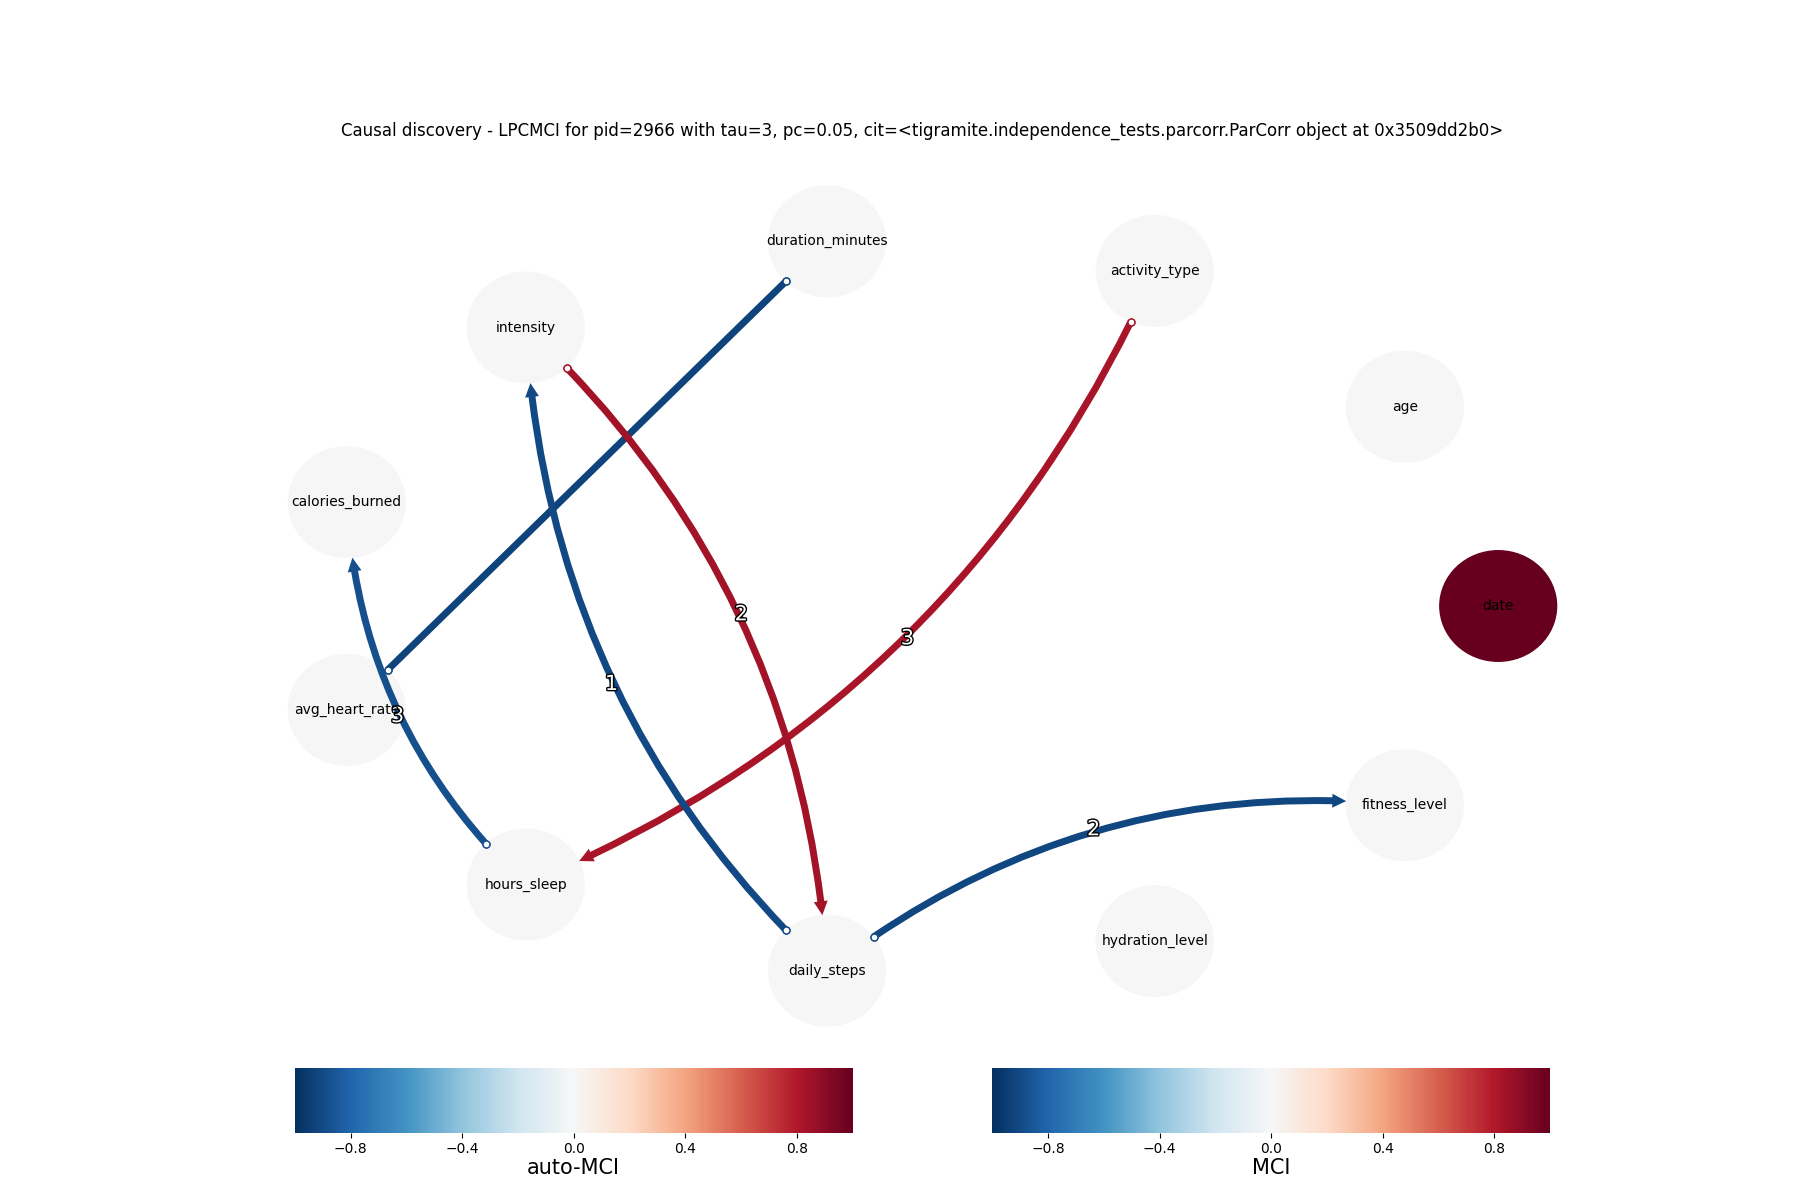 Causal discovery - LPCMCI for pid=2966 with tau=3, pc=0.05, cit=<tigramite.independence_tests.parcorr.ParCorr object at 0x3509dd2b0>
duration_minutes
activity_type
intensity
age
calories_burned
date
2
3
1
avg_heart_rate
3
fitness_level
2
hours_sleep
hydration_level
daily_steps
−0.8 −0.4 0.0 0.4 0.8
auto-MCI
−0.8 −0.4 0.0 0.4 0.8
MCI